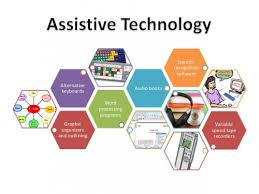 Assistive Technology
Alternative
keyboards
Graphic
organizers
and outlining
Word
processing
programs
Audio books
Speech
recognition
software
Variable
speed tape
recorders